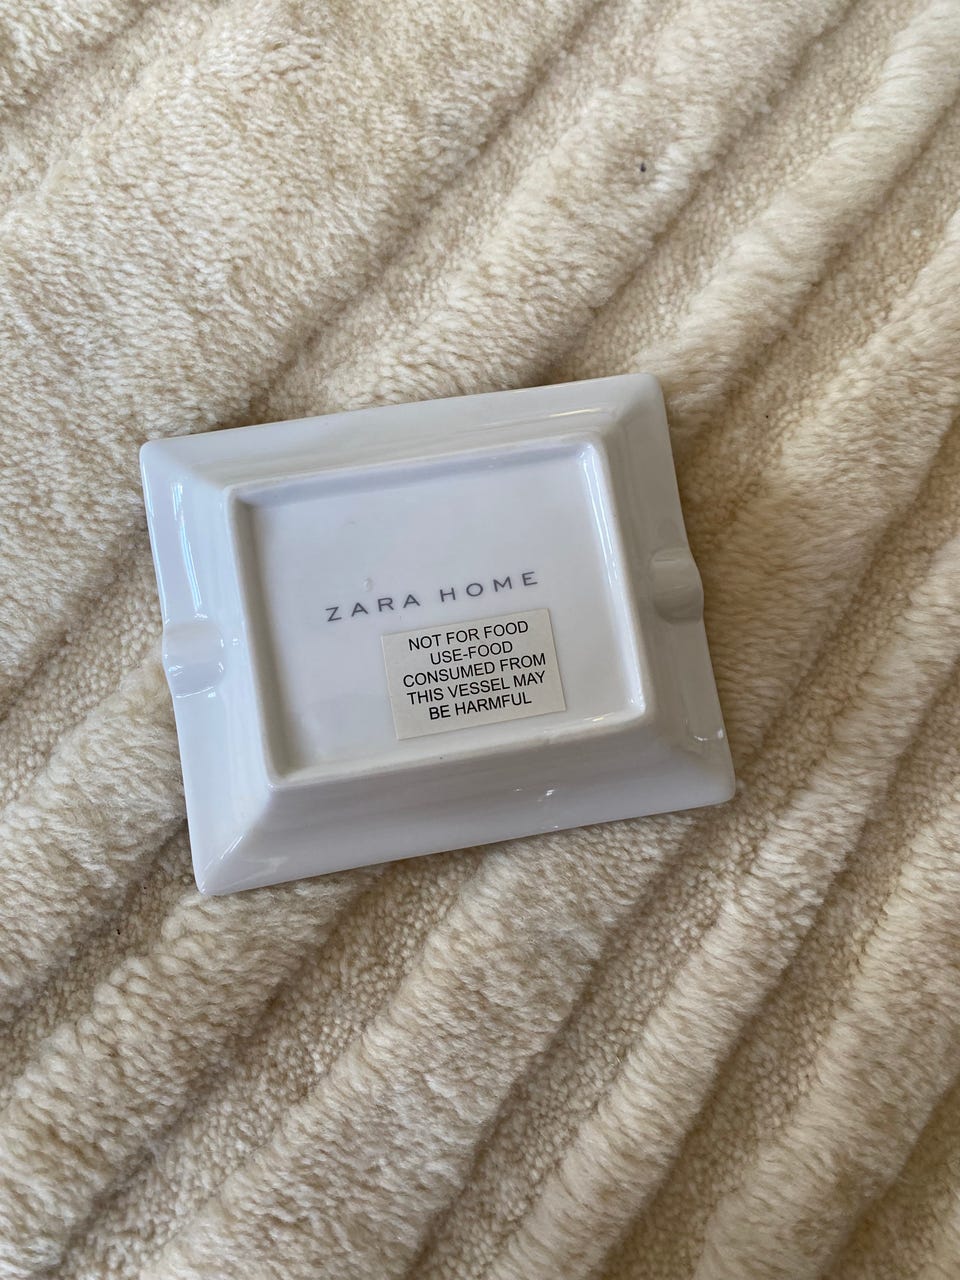 ZARA HOME
NOT FOR FOOD
USE-FOOD
CONSUMED FROM
THIS VESSEL MAY
BE HARMFUL